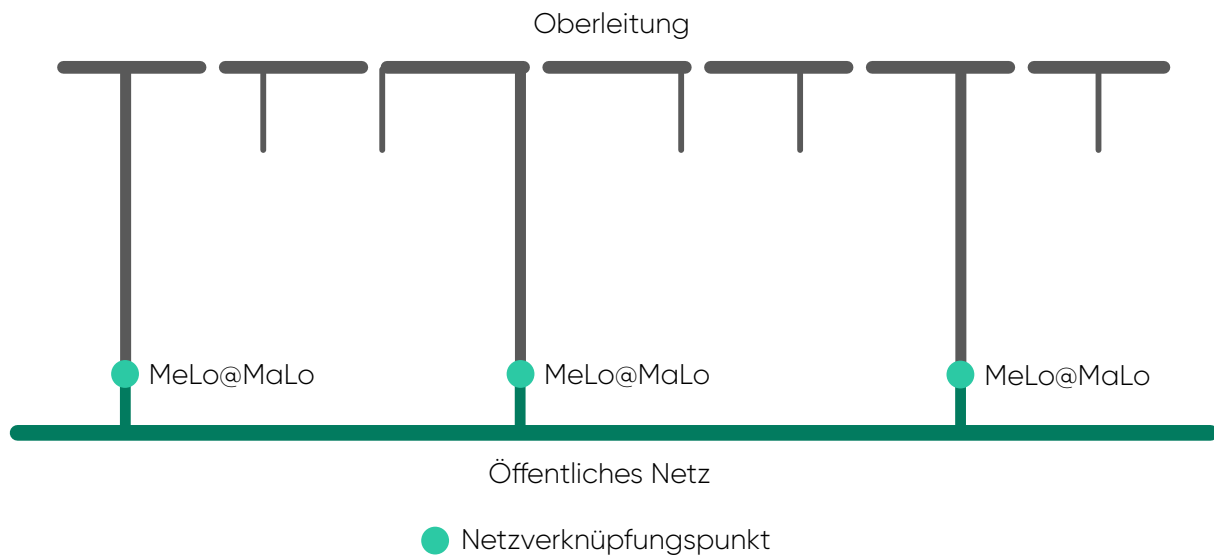 Oberleitung
MeLo@MaLo
MeLo@MaLo
MeLo@MaLo
Öffentliches Netz
Netzverknüpfungspunkt